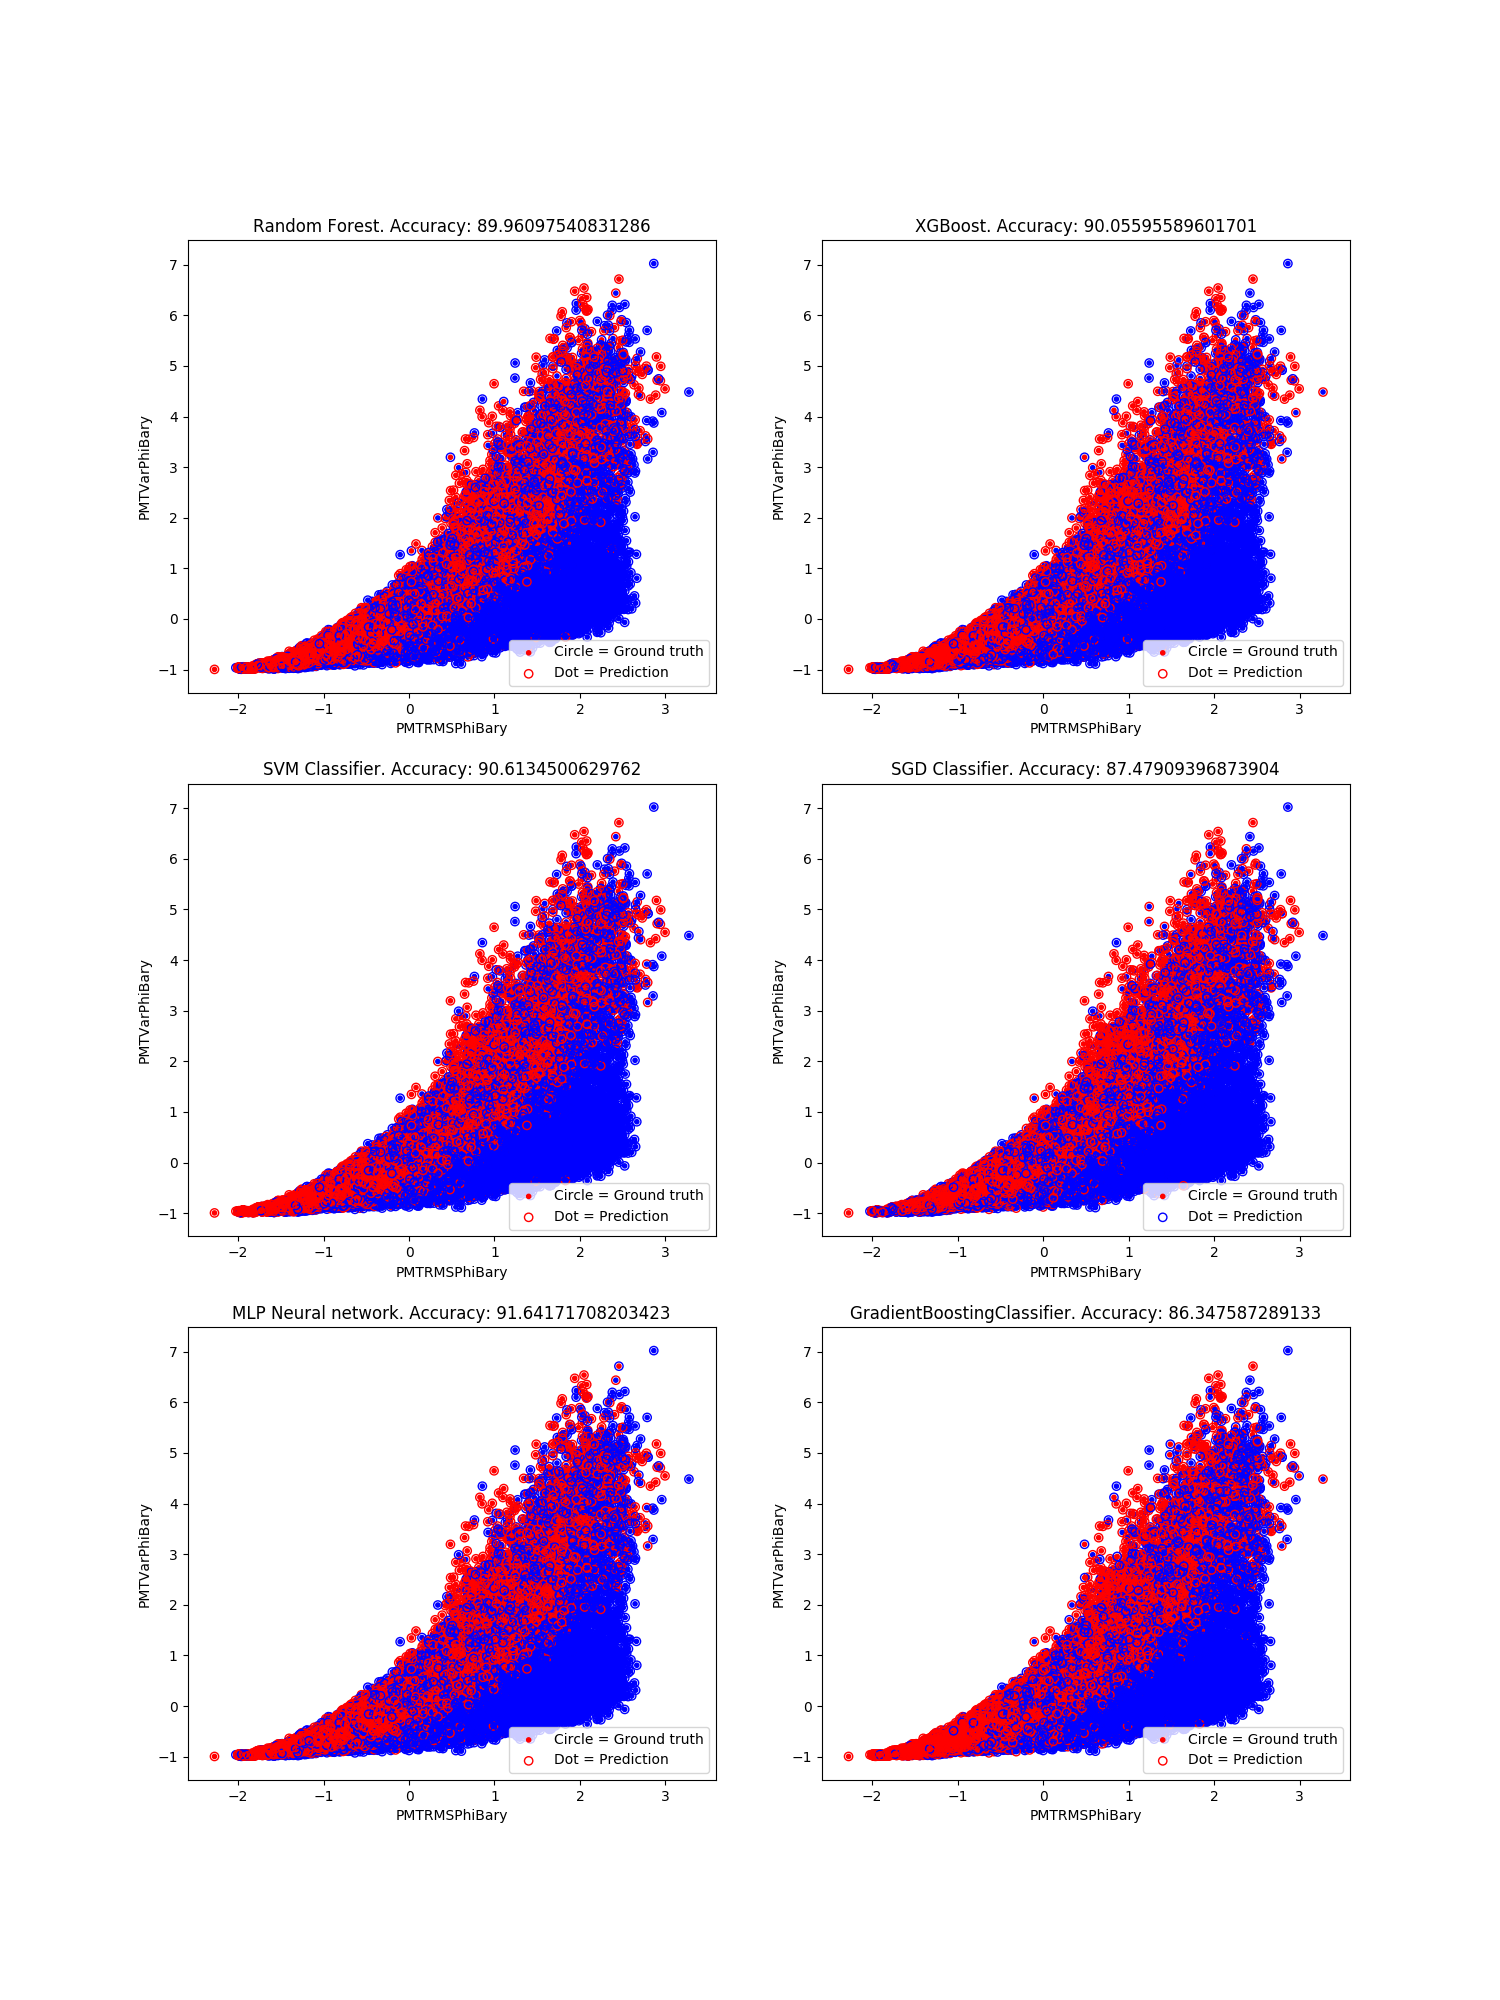 Random Forest. Accuracy: 89.96097540831286
7
6
5
4
3
2
1
0
−1
PMTVarPhiBary
Circle = Ground truth
Dot = Prediction
−2 −1 0 1 2 3
PMTRMSPhiBary
XGBoost. Accuracy: 90.05595589601701
7
6
5
4
3
2
1
0
−1
PMTVarPhiBary
Circle = Ground truth
Dot = Prediction
−2 −1 0 1 2 3
PMTRMSPhiBary
SVM Classifier. Accuracy: 90.6134500629762
7
6
5
4
3
2
1
0
−1
PMTVarPhiBary
Circle = Ground truth
Dot = Prediction
−2 −1 0 1 2 3
PMTRMSPhiBary
SGD Classifier. Accuracy: 87.47909396873904
7
6
5
4
3
2
1
0
−1
PMTVarPhiBary
Circle = Ground truth
Dot = Prediction
−2 −1 0 1 2 3
PMTRMSPhiBary
MLP Neural network. Accuracy: 91.64171708203423
7
6
5
4
3
2
1
0
−1
PMTVarPhiBary
Circle = Ground truth
Dot = Prediction
−2 −1 0 1 2 3
PMTRMSPhiBary
GradientBoostingClassifier. Accuracy: 86.347587289133
7
6
5
4
3
2
1
0
−1
PMTVarPhiBary
Circle = Ground truth
Dot = Prediction
−2 −1 0 1 2 3
PMTRMSPhiBary